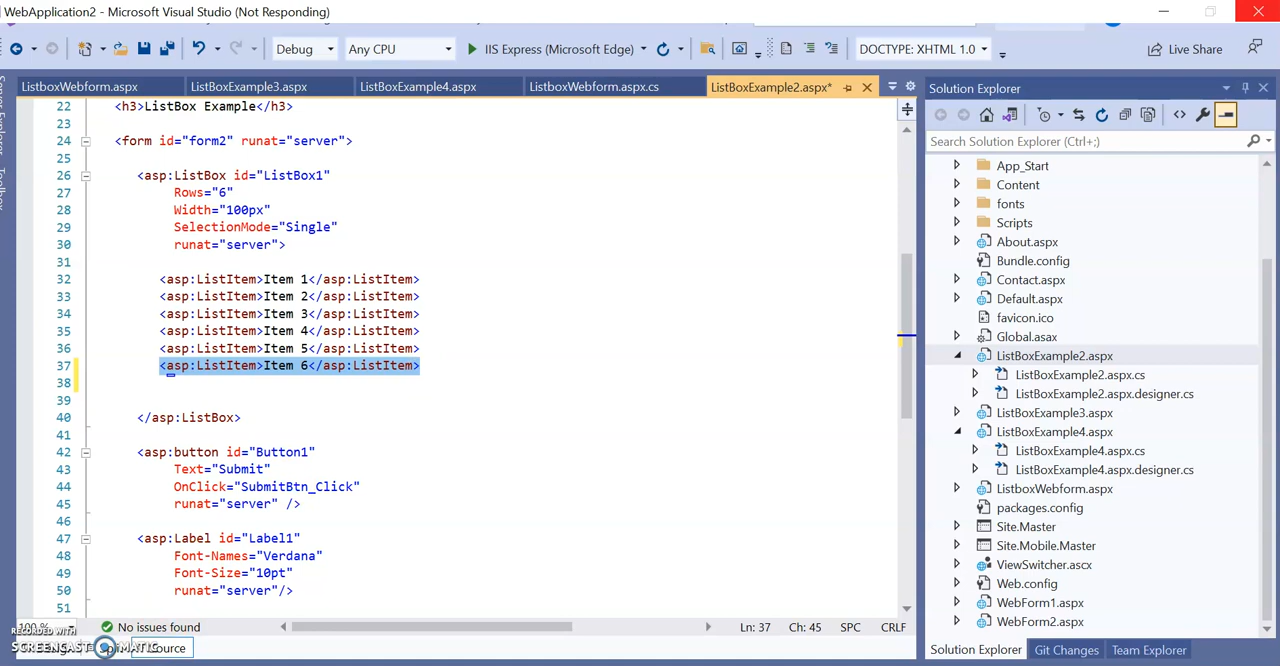 WebApplication2 - Microsoft Visual Studio (Not Responding)
Debug
Any CPU
IIS Express (Microsoft Edge)
DOCTYPE: XHTML 1.0
Live Share
Server Explorer
Toolbox
ListboxWebform.aspx
ListBoxExample3.aspx
ListBoxExample4.aspx
ListboxWebform.aspx.cs
ListBoxExample2.aspx*
22 <h3>ListBox Example</h3>
23
24 <form id="form2" runat="server">
25
26 <asp:ListBox id="ListBox1"
27 Rows="6"
28 Width="100px"
29 SelectionMode="Single"
30 runat="server">
31
32 <asp:ListItem>Item 1</asp:ListItem>
33 <asp:ListItem>Item 2</asp:ListItem>
34 <asp:ListItem>Item 3</asp:ListItem>
35 <asp:ListItem>Item 4</asp:ListItem>
36 <asp:ListItem>Item 5</asp:ListItem>
37 <asp:ListItem>Item 6</asp:ListItem>
38
39
40 </asp:ListBox>
41
42 <asp:button id="Button1"
43 Text="Submit"
44 OnClick="SubmitBtn_Click"
45 runat="server" />
46
47 <asp:Label id="Label1"
48 Font-Names="Verdana"
49 Font-Size="10pt"
50 runat="server"/>
51
100 %
No issues found
Ln: 37
Ch: 45
SPC
CRLF
RECORDED WITH
SCREENCAST MATIC
Source
Solution Explorer
Search Solution Explorer (Ctrl+;)
App_Start
Content
fonts
Scripts
About.aspx
Bundle.config
Contact.aspx
Default.aspx
favicon.ico
Global.asax
ListBoxExample2.aspx
ListBoxExample2.aspx.cs
ListBoxExample2.aspx.designer.cs
ListBoxExample3.aspx
ListBoxExample4.aspx
ListBoxExample4.aspx.cs
ListBoxExample4.aspx.designer.cs
ListboxWebform.aspx
packages.config
Site.Master
Site.Mobile.Master
ViewSwitcher.ascx
Web.config
WebForm1.aspx
WebForm2.aspx
Solution Explorer
Git Changes
Team Explorer